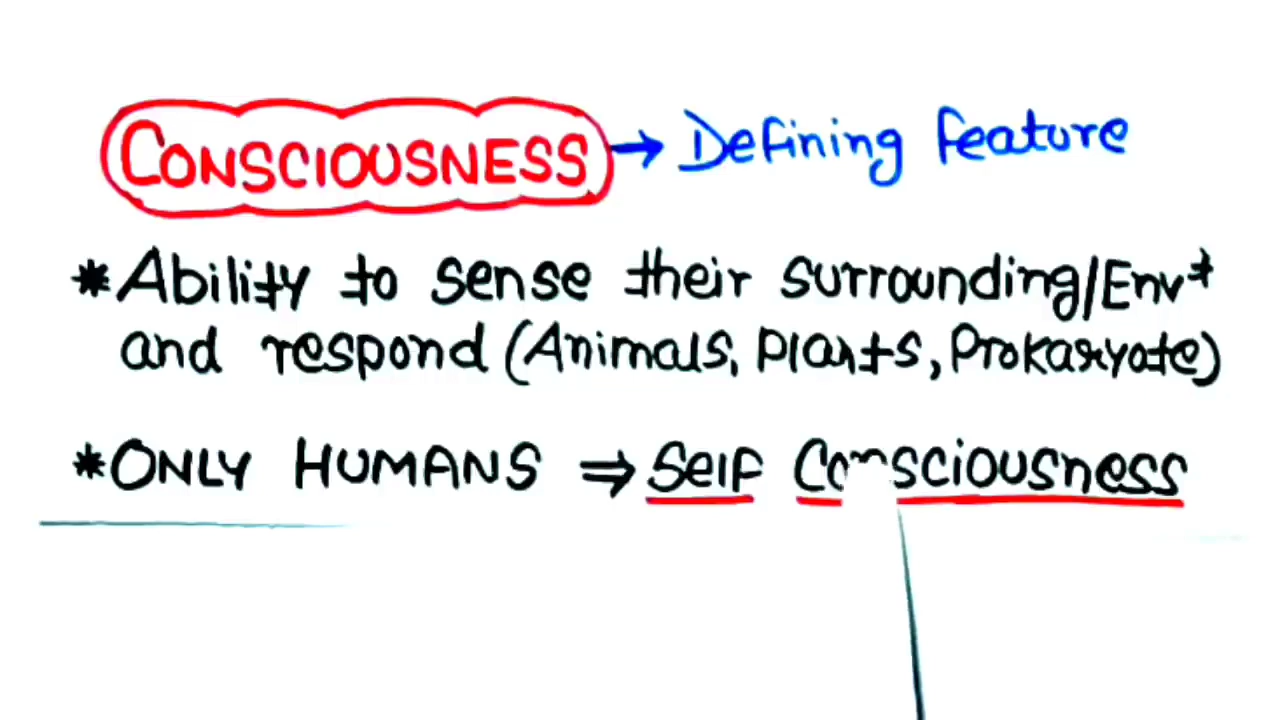 CONSCIOUSNESS → Defining feature
* Ability to sense their surrounding/Envt
and respond (Animals, Plants, Prokaryote)
* ONLY HUMANS ⇒ Self Consciousness